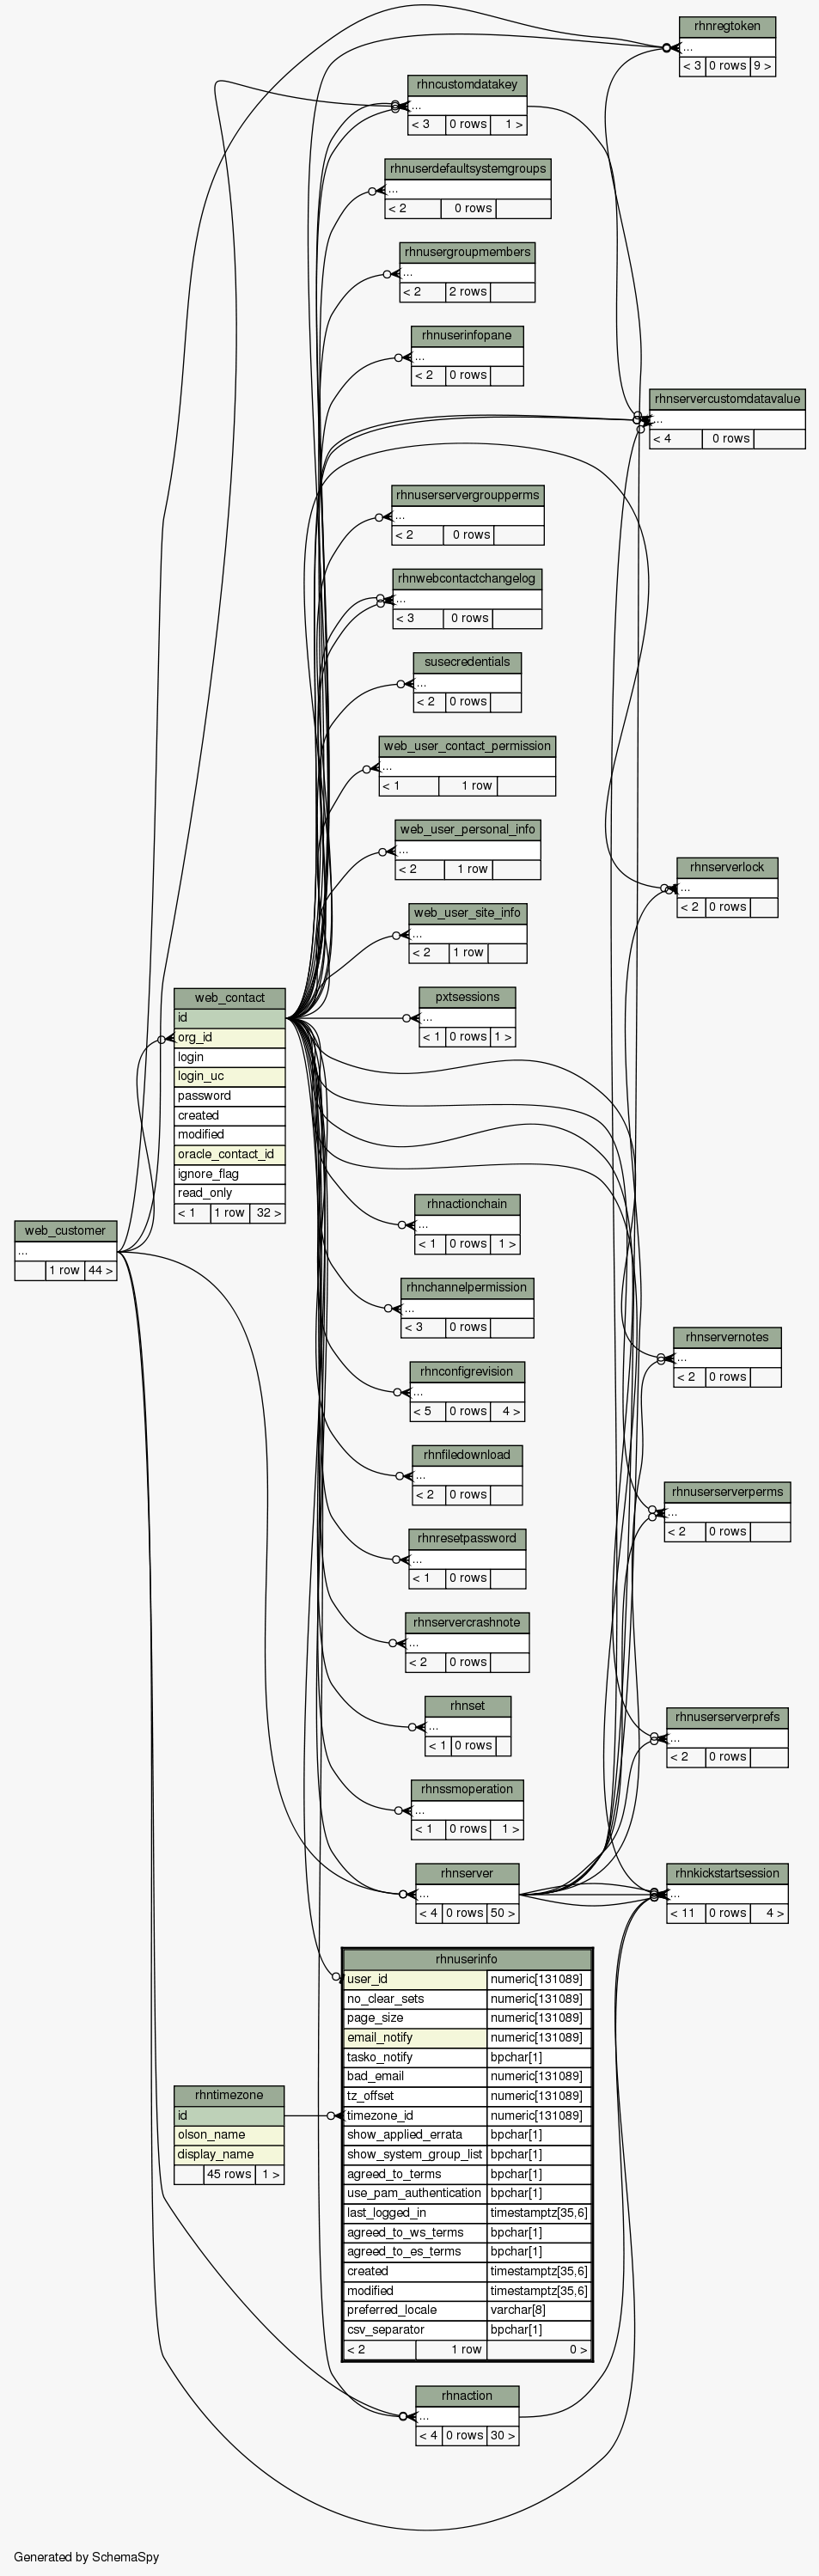 rhnregtoken
...
< 3 0 rows 9 >
rhncustomdatakey
...
< 3 0 rows 1 >
rhnuserdefaultsystemgroups
...
< 2 0 rows
rhnusergroupmembers
...
< 2 2 rows
rhnuserinfopane
...
< 2 0 rows
rhnservercustomdatavalue
...
< 4 0 rows
rhnuserservergroupperms
...
< 2 0 rows
rhnwebcontactchangelog
...
< 3 0 rows
susecredentials
...
< 2 0 rows
web_user_contact_permission
...
< 1 1 row
web_user_personal_info
...
< 2 1 row
rhnserverlock
...
< 2 0 rows
web_user_site_info
...
< 2 1 row
pxtsessions
...
< 1 0 rows 1 >
web_contact
id
org_id
login
login_uc
password
created
modified
oracle_contact_id
ignore_flag
read_only
< 1 1 row 32 >
web_customer
...
1 row 44 >
rhnactionchain
...
< 1 0 rows 1 >
rhnchannelpermission
...
< 3 0 rows
rhnservernotes
...
< 2 0 rows
rhnconfigrevision
...
< 5 0 rows 4 >
rhnfiledownload
...
< 2 0 rows
rhnuserserverperms
...
< 2 0 rows
rhnresetpassword
...
< 1 0 rows
rhnservercrashnote
...
< 2 0 rows
rhnset
...
< 1 0 rows
rhnuserserverprefs
...
< 2 0 rows
rhnssmoperation
...
< 1 0 rows 1 >
rhnserver
...
< 4 0 rows 50 >
rhnkickstartsession
...
< 11 0 rows 4 >
rhnuserinfo
user_id numeric[131089]
no_clear_sets numeric[131089]
page_size numeric[131089]
email_notify numeric[131089]
tasko_notify bpchar[1]
bad_email numeric[131089]
tz_offset numeric[131089]
timezone_id numeric[131089]
show_applied_errata bpchar[1]
show_system_group_list bpchar[1]
agreed_to_terms bpchar[1]
use_pam_authentication bpchar[1]
last_logged_in timestamptz[35,6]
agreed_to_ws_terms bpchar[1]
agreed_to_es_terms bpchar[1]
created timestamptz[35,6]
modified timestamptz[35,6]
preferred_locale varchar[8]
csv_separator bpchar[1]
< 2 1 row 0 >
rhntimezone
id
olson_name
display_name
45 rows 1 >
rhnaction
...
< 4 0 rows 30 >
Generated by SchemaSpy